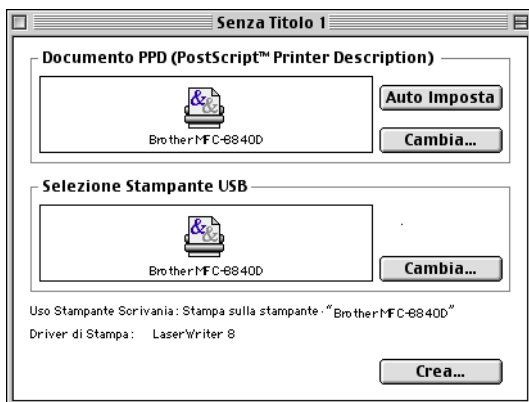 Senza Titolo 1
Documento PPD (PostScript™ Printer Description)
Auto Imposta
Brother MFC-8840D
Cambia...
Selezione Stampante USB
Brother MFC-8840D
Cambia...
Uso Stampante Scrivania: Stampa sulla stampante "Brother MFC-8840D"
Driver di Stampa: LaserWriter 8
Crea...